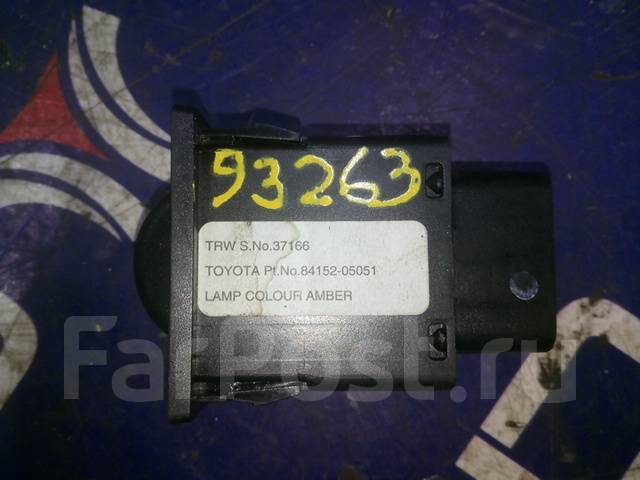 93263
TRW S.No.37166
TOYOTA Pt.No.84152-05051
LAMP COLOUR AMBER
FarPost.ru